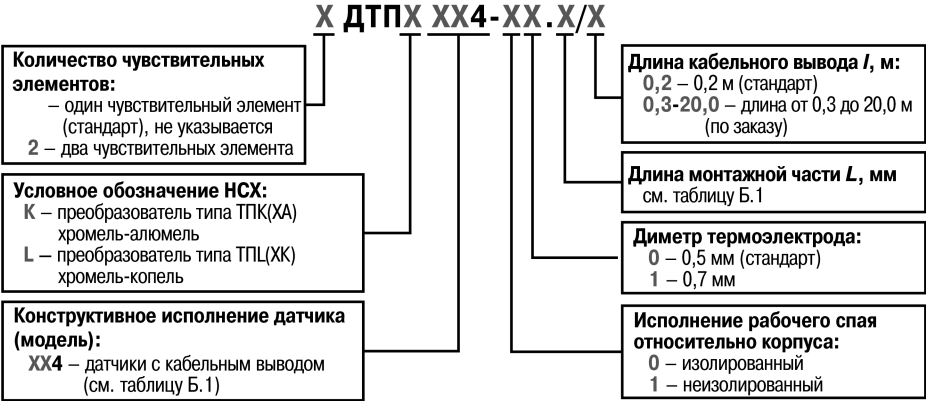 Х ДТПХ ХХ4-ХХ.Х/Х
Количество чувствительных
элементов:
– один чувствительный элемент
(стандарт), не указывается
2 – два чувствительных элемента
Условное обозначение НСХ:
К – преобразователь типа ТПК(ХА)
хромель-алюмель
L – преобразователь типа ТПL(ХК)
хромель-копель
Конструктивное исполнение датчика
(модель):
ХХ4 – датчики с кабельным выводом
(см. таблицу Б.1)
Длина кабельного вывода l, м:
0,2 – 0,2 м (стандарт)
0,3-20,0 – длина от 0,3 до 20,0 м
(по заказу)
Длина монтажной части L, мм
см. таблицу Б.1
Диметр термоэлектрода:
0 – 0,5 мм (стандарт)
1 – 0,7 мм
Исполнение рабочего спая
относительно корпуса:
0 – изолированный
1 – неизолированный